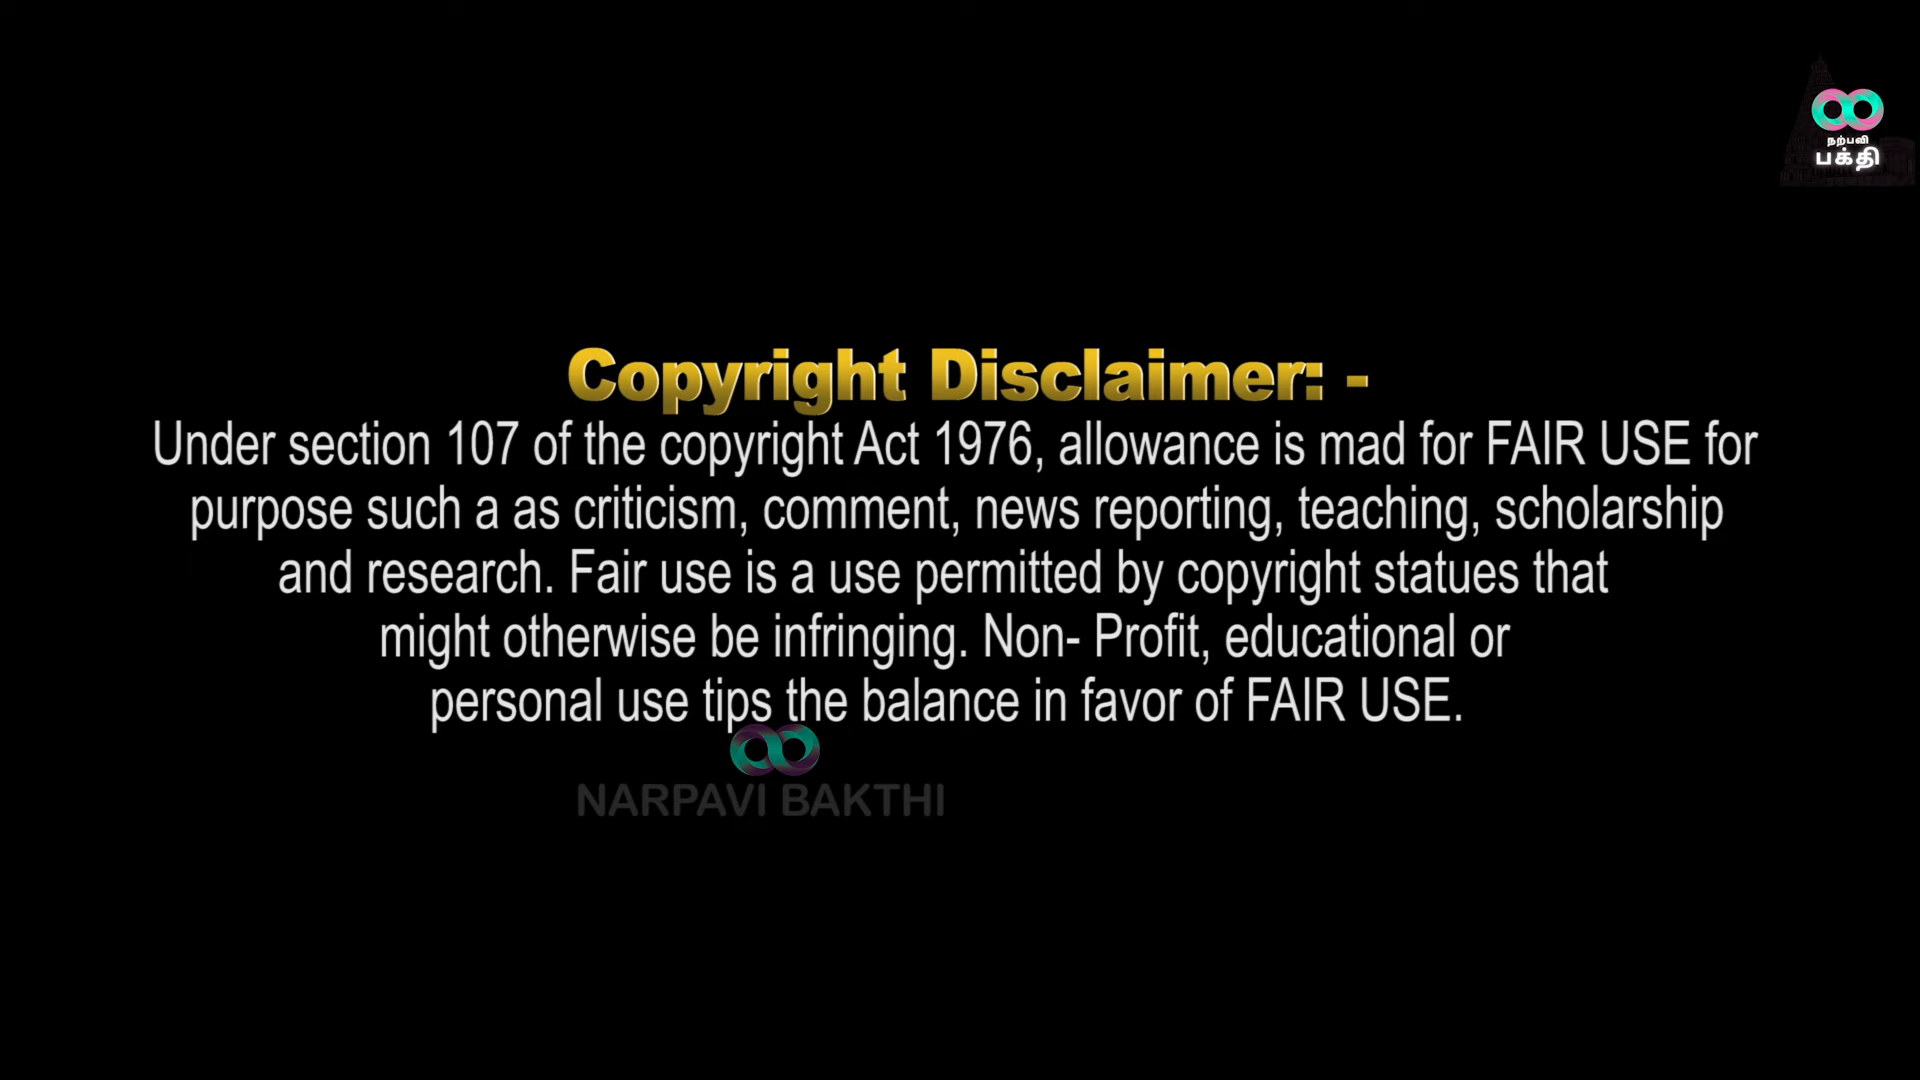 நற்பவி
பக்தி
Copyright Disclaimer: -
Under section 107 of the copyright Act 1976, allowance is mad for FAIR USE for
purpose such a as criticism, comment, news reporting, teaching, scholarship
and research. Fair use is a use permitted by copyright statues that
might otherwise be infringing. Non- Profit, educational or
personal use tips the balance in favor of FAIR USE.
NARPAVI BAKTHI